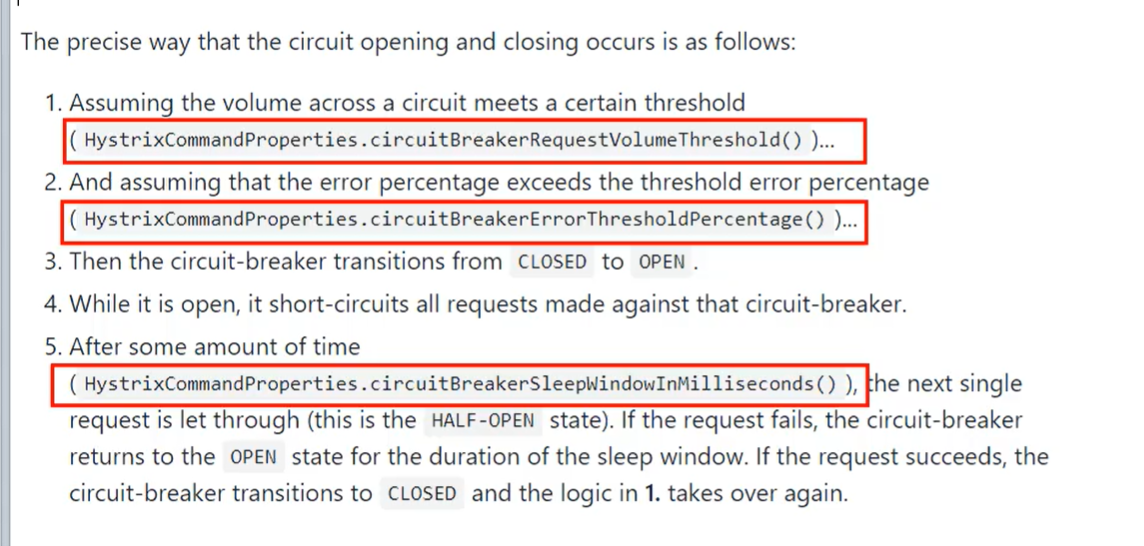 The precise way that the circuit opening and closing occurs is as follows:
1. Assuming the volume across a circuit meets a certain threshold
( HystrixCommandProperties.circuitBreakerRequestVolumeThreshold() )...
2. And assuming that the error percentage exceeds the threshold error percentage
( HystrixCommandProperties.circuitBreakerErrorThresholdPercentage() )...
3. Then the circuit-breaker transitions from CLOSED to OPEN .
4. While it is open, it short-circuits all requests made against that circuit-breaker.
5. After some amount of time
( HystrixCommandProperties.circuitBreakerSleepWindowInMilliseconds() ), the next single
request is let through (this is the HALF-OPEN state). If the request fails, the circuit-breaker
returns to the OPEN state for the duration of the sleep window. If the request succeeds, the
circuit-breaker transitions to CLOSED and the logic in 1. takes over again.